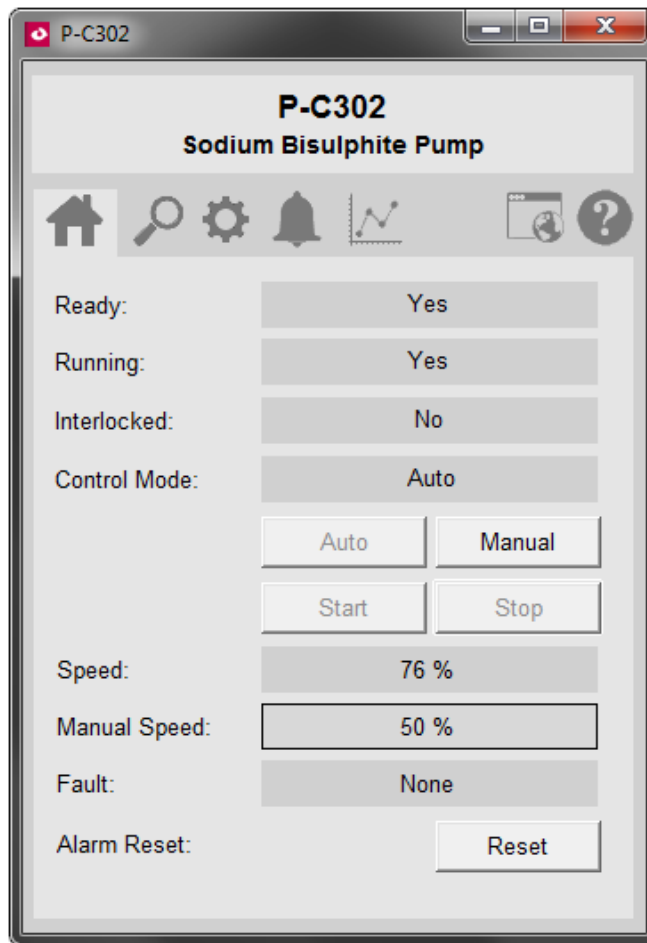 P-C302
P-C302
Sodium Bisulphite Pump
?
Ready: Yes
Running: Yes
Interlocked: No
Control Mode: Auto
Auto Manual
Start Stop
Speed: 76 %
Manual Speed: 50 %
Fault: None
Alarm Reset: Reset